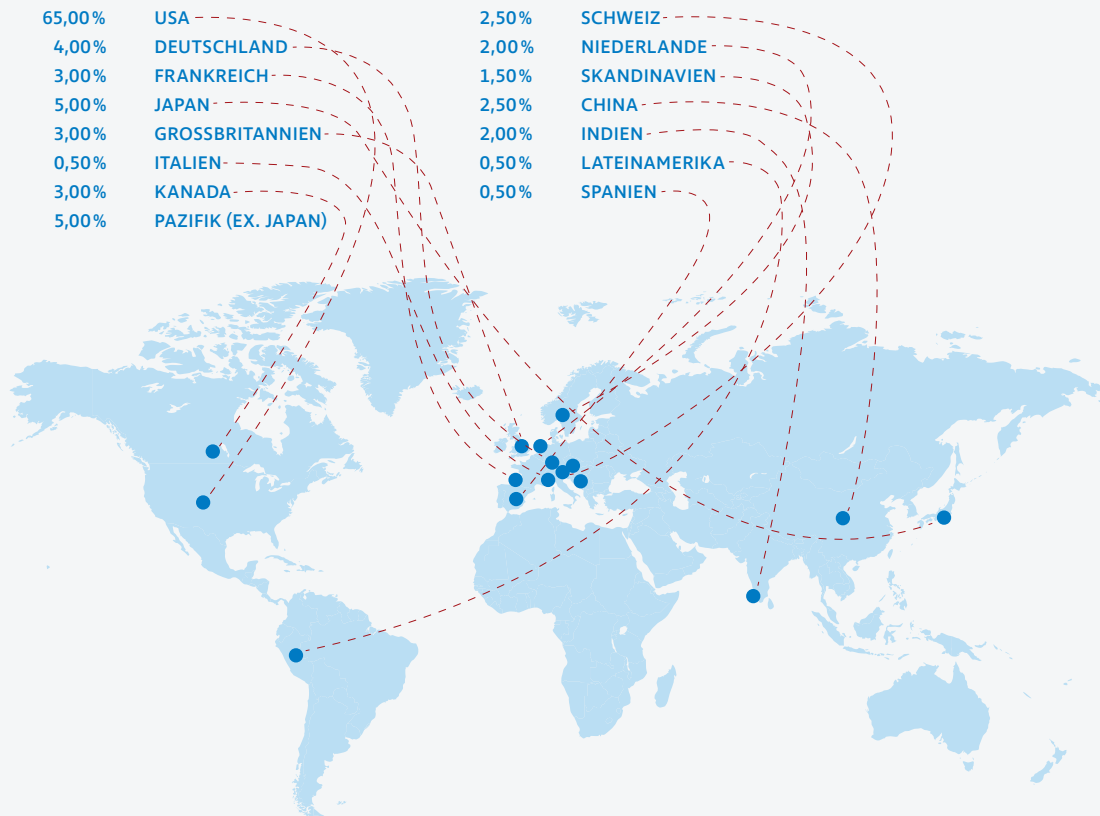 65,00% USA
4,00% DEUTSCHLAND
3,00% FRANKREICH
5,00% JAPAN
3,00% GROSSBRITANNIEN
0,50% ITALIEN
3,00% KANADA
5,00% PAZIFIK (EX. JAPAN)
2,50% SCHWEIZ
2,00% NIEDERLANDE
1,50% SKANDINAVIEN
2,50% CHINA
2,00% INDIEN
0,50% LATEINAMERIKA
0,50% SPANIEN